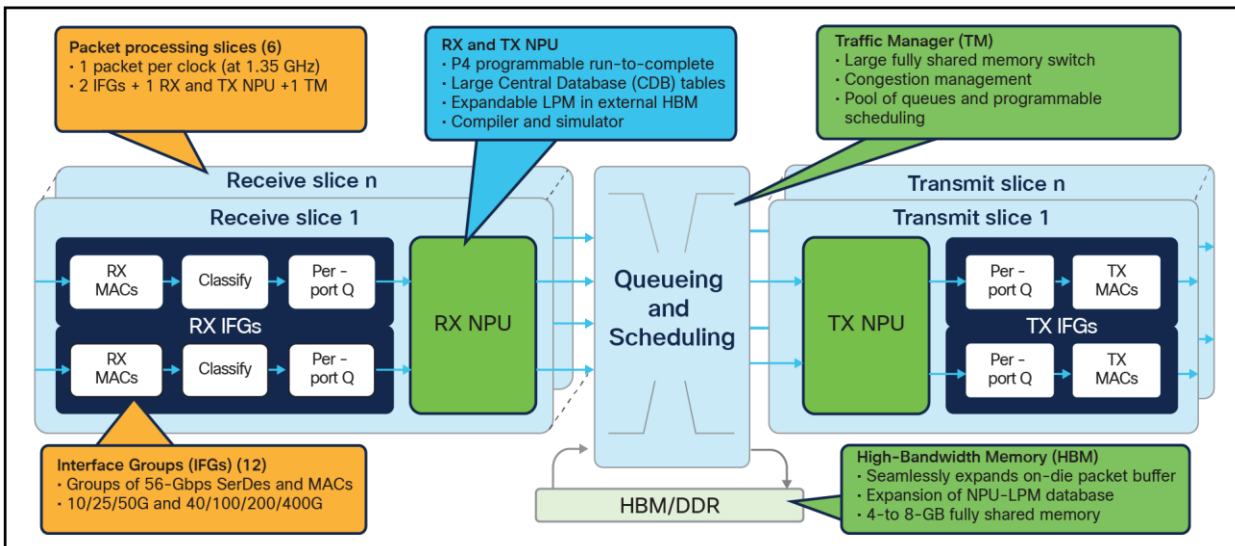 Packet processing slices (6)
· 1 packet per clock (at 1.35 GHz)
· 2 IFGs + 1 RX and TX NPU +1 TM
RX and TX NPU
· P4 programmable run-to-complete
· Large Central Database (CDB) tables
· Expandable LPM in external HBM
· Compiler and simulator
Traffic Manager (TM)
· Large fully shared memory switch
· Congestion management
· Pool of queues and programmable
scheduling
Receive slice n
Receive slice 1
RX
MACs
Classify
Per -
port Q
RX IFGs
RX
MACs
Classify
Per -
port Q
RX NPU
Queueing
and
Scheduling
Transmit slice n
Transmit slice 1
TX NPU
Per -
port Q
TX
MACs
TX IFGs
Per -
port Q
TX
MACs
Interface Groups (IFGs) (12)
· Groups of 56-Gbps SerDes and MACs
· 10/25/50G and 40/100/200/400G
HBM/DDR
High-Bandwidth Memory (HBM)
· Seamlessly expands on-die packet buffer
· Expansion of NPU-LPM database
· 4-to 8-GB fully shared memory